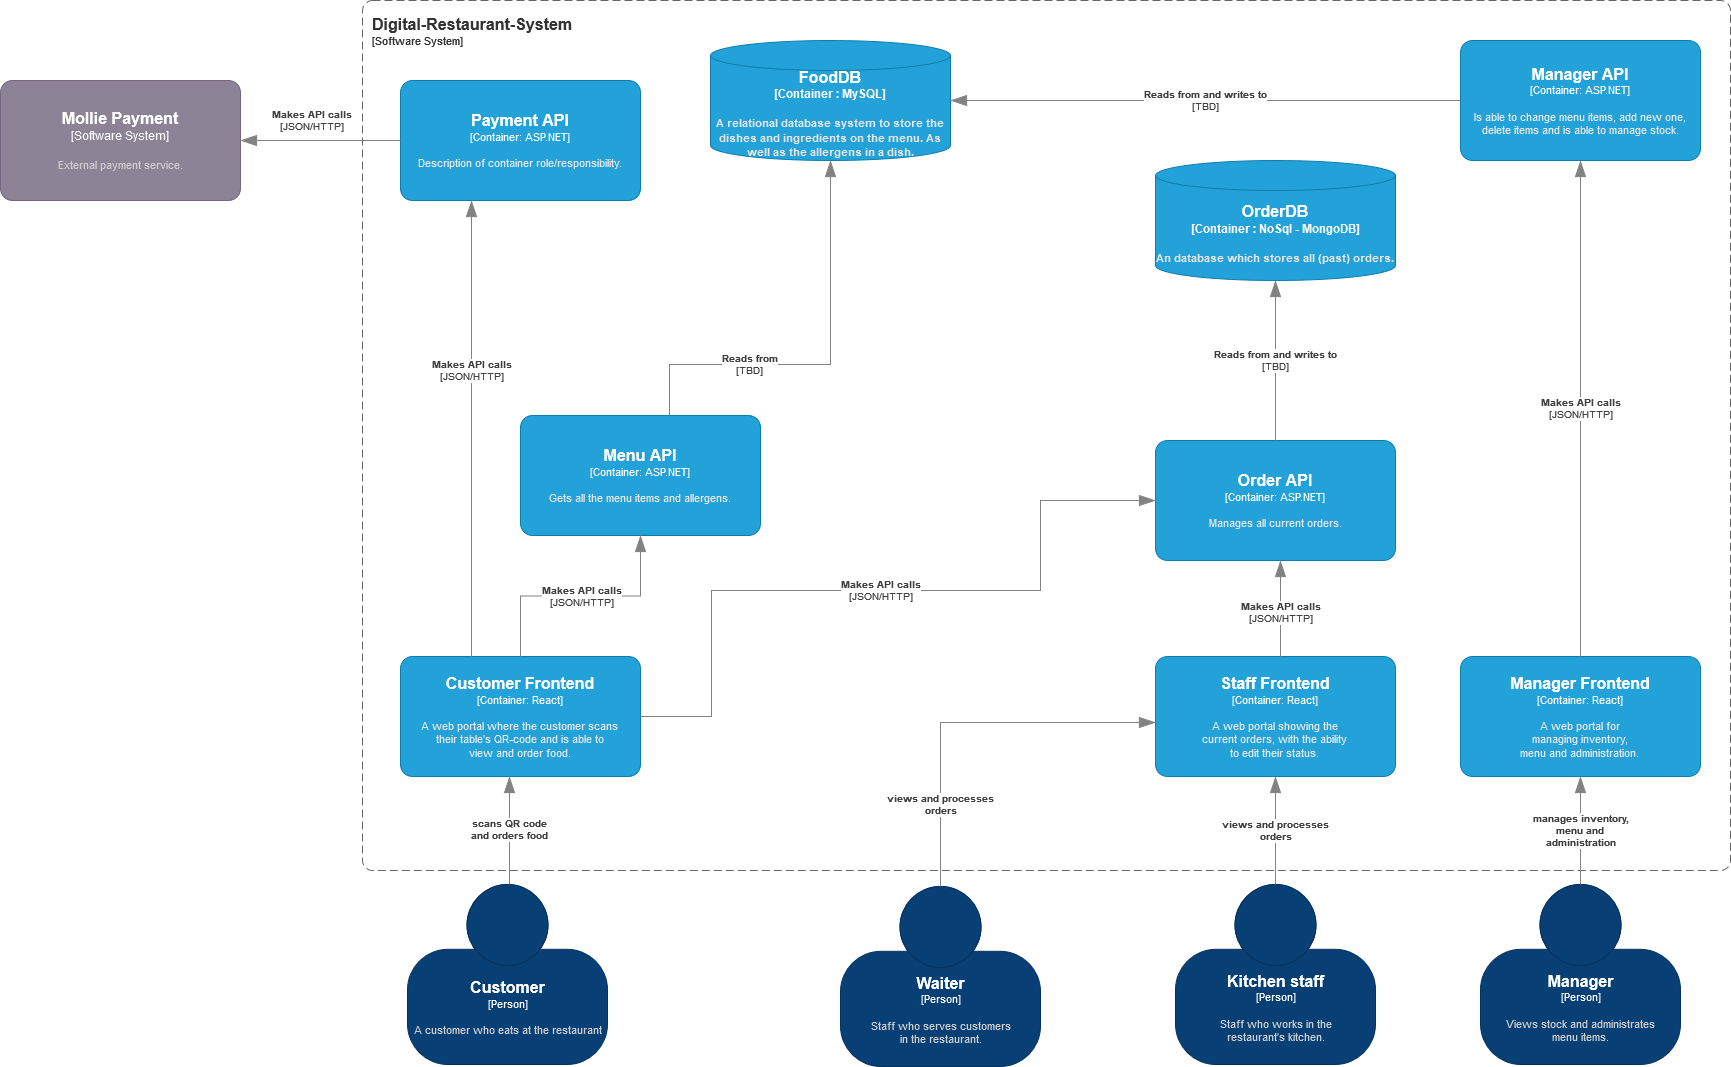 Digital-Restaurant-System
[Software System]
Mollie Payment
[Software System]
External payment service.
Makes API calls
[JSON/HTTP]
Payment API
[Container: ASP.NET]
Description of container role/responsibility.
FoodDB
[Container : MySQL]
A relational database system to store the
dishes and ingredients on the menu. As
well as the allergens in a dish.
Reads from and writes to
[TBD]
Manager API
[Container: ASP.NET]
Is able to change menu items, add new one,
delete items and is able to manage stock.
OrderDB
[Container : NoSql - MongoDB]
An database which stores all (past) orders.
Makes API calls
[JSON/HTTP]
Reads from
[TBD]
Reads from and writes to
[TBD]
Makes API calls
[JSON/HTTP]
Menu API
[Container: ASP.NET]
Gets all the menu items and allergens.
Order API
[Container: ASP.NET]
Manages all current orders.
Makes API calls
[JSON/HTTP]
Makes API calls
[JSON/HTTP]
Makes API calls
[JSON/HTTP]
Customer Frontend
[Container: React]
A web portal where the customer scans
their table's QR-code and is able to
view and order food.
Staff Frontend
[Container: React]
A web portal showing the
current orders, with the ability
to edit their status.
Manager Frontend
[Container: React]
A web portal for
managing inventory,
menu and administration.
scans QR code
and orders food
views and processes
orders
views and processes
orders
manages inventory,
menu and
administration
Customer
[Person]
A customer who eats at the restaurant
Waiter
[Person]
Staff who serves customers
in the restaurant.
Kitchen staff
[Person]
Staff who works in the
restaurant's kitchen.
Manager
[Person]
Views stock and administrates
menu items.